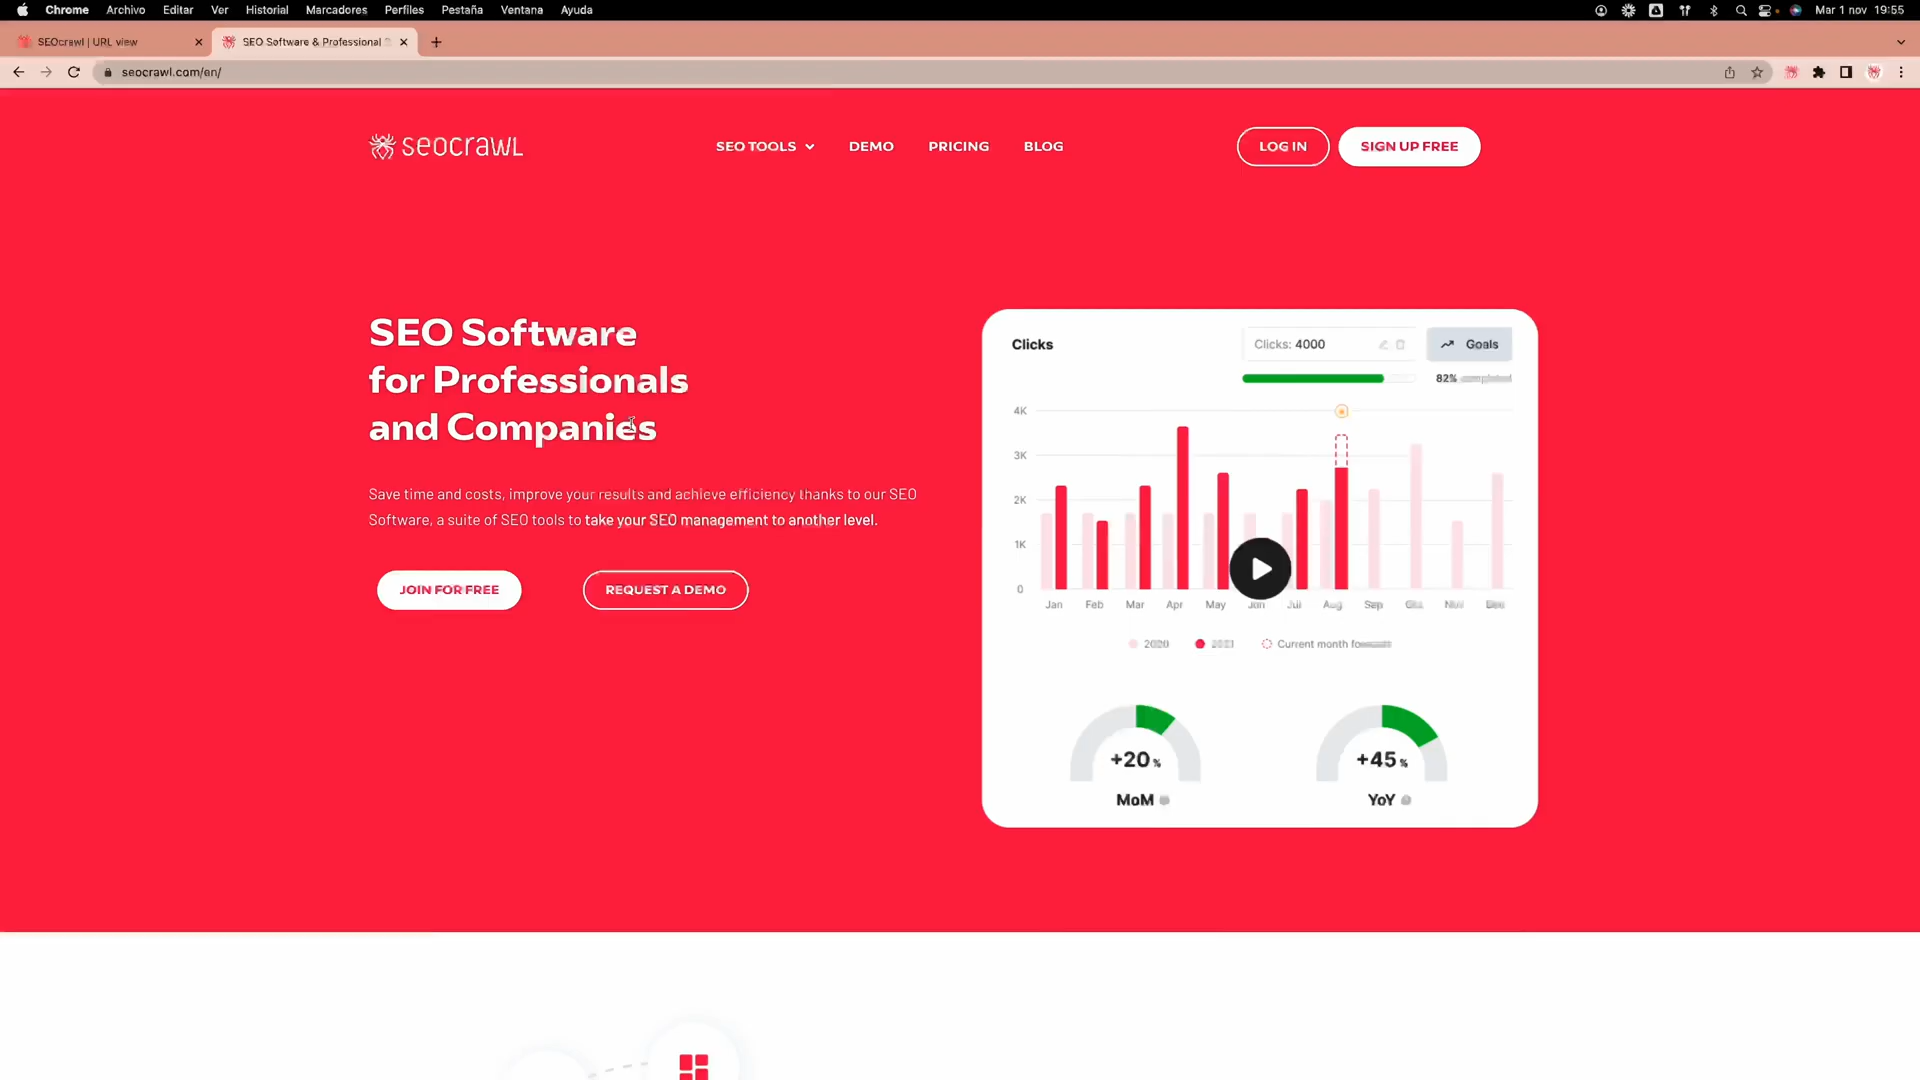 Chrome Archivo Editar Ver Historial Marcadores Perfiles Pestaña Ventana Ayuda Mar 1 nov 19:55
SEOcrawl | URL view SEO Software & Professional
seocrawl.com/en/
seocrawl SEO TOOLS DEMO PRICING BLOG LOG IN SIGN UP FREE
SEO Software
for Professionals
and Companies
Save time and costs, improve your results and achieve efficiency thanks to our SEO
Software, a suite of SEO tools to take your SEO management to another level.
JOIN FOR FREE REQUEST A DEMO
Clicks Clicks: 4000 Goals
82%
4K
3K
2K
1K
0
Jan Feb Mar Apr May Jun Jul Aug Sep
2020 Current month
+20 % +45 %
MoM YoY